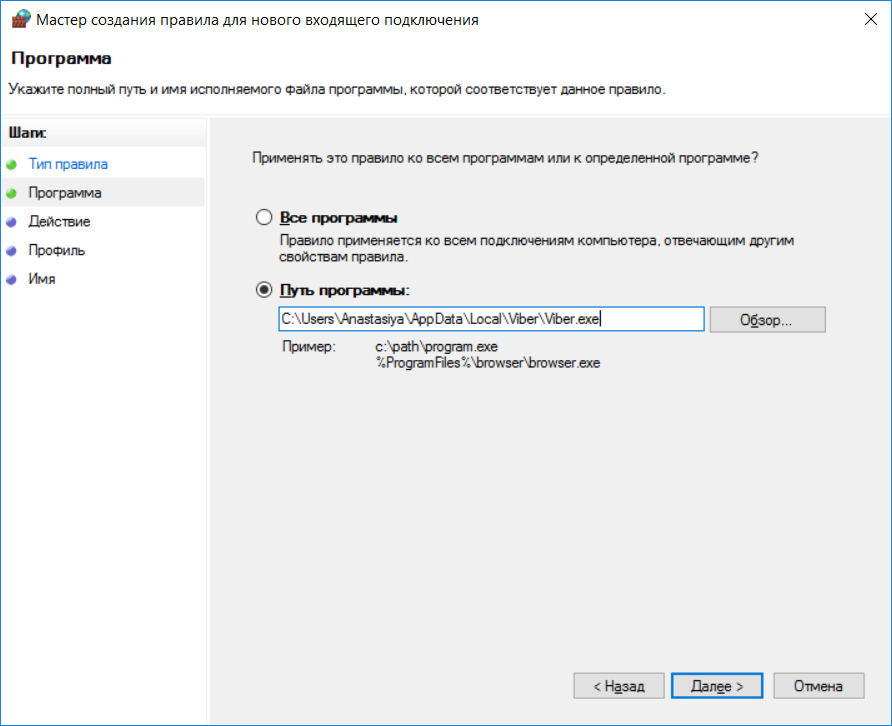 Мастер создания правила для нового входящего подключения
Программа
Укажите полный путь и имя исполняемого файла программы, которой соответствует данное правило.
Шаги:
Тип правила
Программа
Действие
Профиль
Имя
Применять это правило ко всем программам или к определенной программе?
Все программы
Правило применяется ко всем подключениям компьютера, отвечающим другим
свойствам правила.
Путь программы:
C:\Users\Anastasiya\AppData\Local\Viber\Viber.exe
Обзор...
Пример: c:\path\program.exe
%ProgramFiles%\browser\browser.exe
< Назад Далее > Отмена